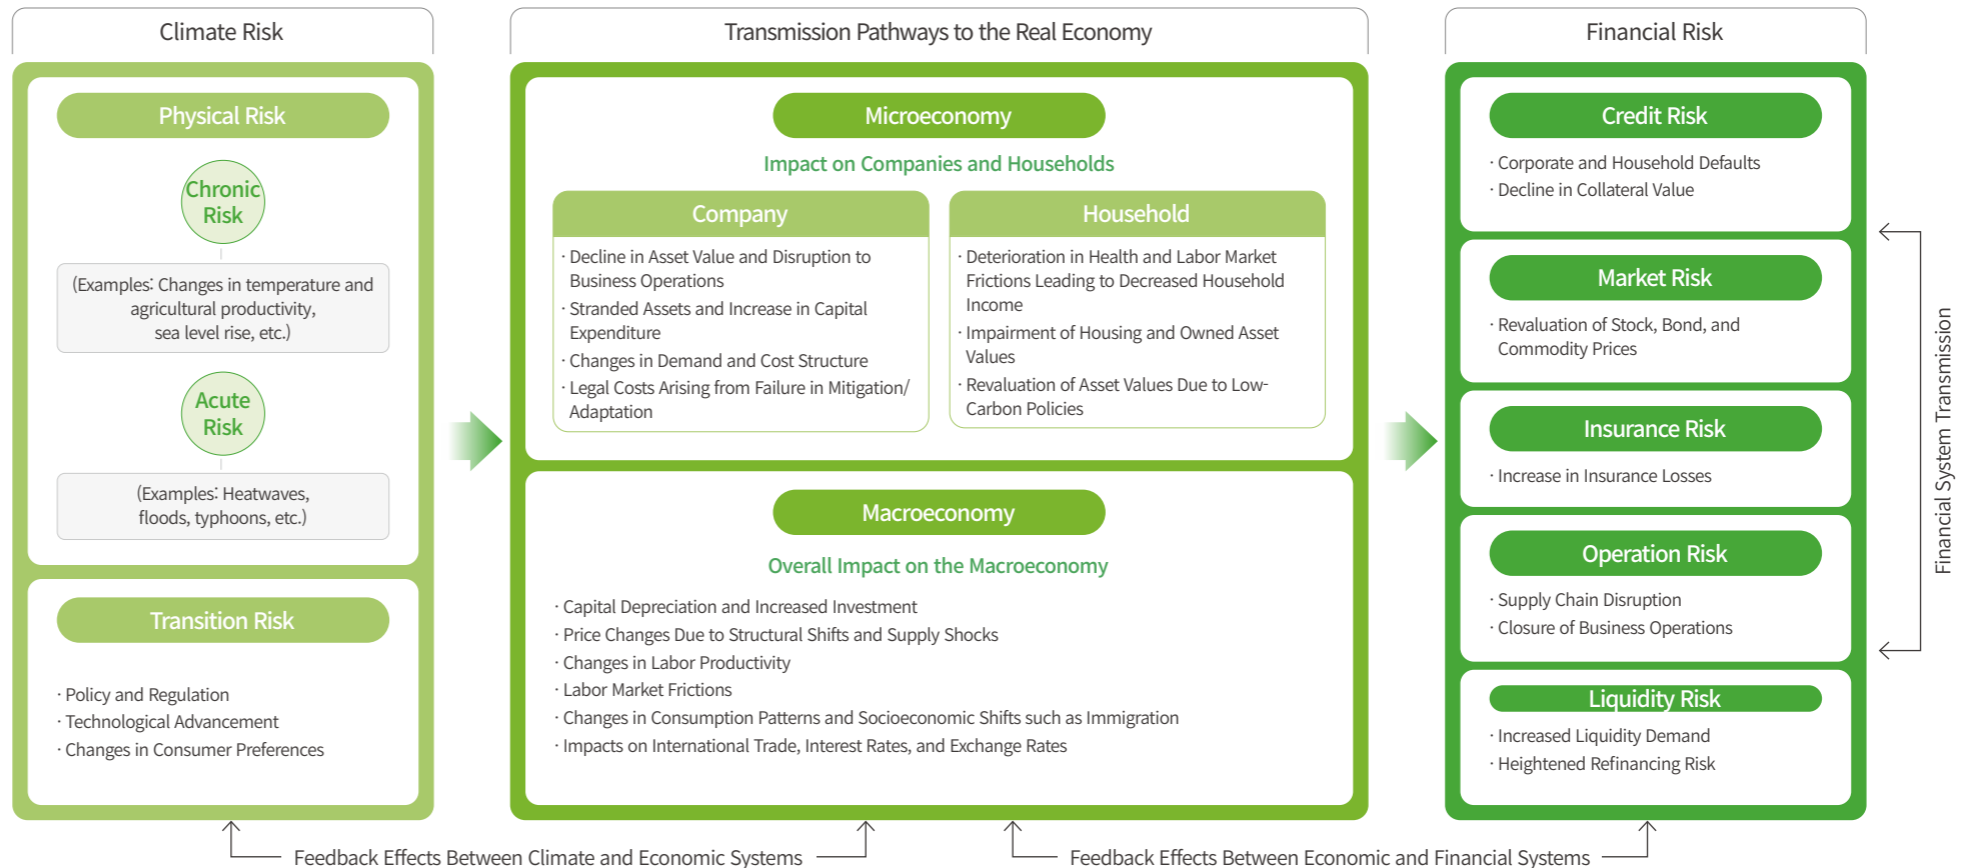 Climate Risk
Physical Risk
Chronic
Risk
(Examples: Changes in temperature and
agricultural productivity,
sea level rise, etc.)
Acute
Risk
(Examples: Heatwaves,
floods, typhoons, etc.)
Transition Risk
· Policy and Regulation
· Technological Advancement
· Changes in Consumer Preferences
Transmission Pathways to the Real Economy
Microeconomy
Impact on Companies and Households
Company
· Decline in Asset Value and Disruption to
Business Operations
· Stranded Assets and Increase in Capital
Expenditure
· Changes in Demand and Cost Structure
· Legal Costs Arising from Failure in Mitigation/
Adaptation
Household
· Deterioration in Health and Labor Market
Frictions Leading to Decreased Household
Income
· Impairment of Housing and Owned Asset
Values
· Revaluation of Asset Values Due to Low-
Carbon Policies
Macroeconomy
Overall Impact on the Macroeconomy
· Capital Depreciation and Increased Investment
· Price Changes Due to Structural Shifts and Supply Shocks
· Changes in Labor Productivity
· Labor Market Frictions
· Changes in Consumption Patterns and Socioeconomic Shifts such as Immigration
· Impacts on International Trade, Interest Rates, and Exchange Rates
Financial Risk
Credit Risk
· Corporate and Household Defaults
· Decline in Collateral Value
Market Risk
· Revaluation of Stock, Bond, and
Commodity Prices
Insurance Risk
· Increase in Insurance Losses
Operation Risk
· Supply Chain Disruption
· Closure of Business Operations
Liquidity Risk
· Increased Liquidity Demand
· Heightened Refinancing Risk
Financial System Transmission
Feedback Effects Between Climate and Economic Systems
Feedback Effects Between Economic and Financial Systems